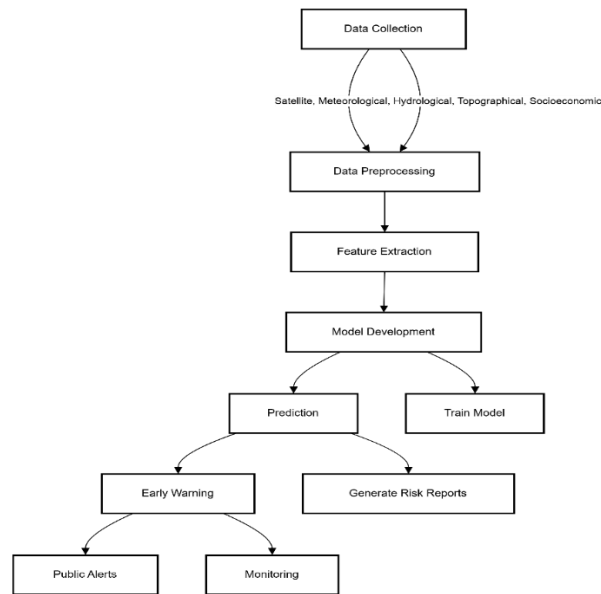 Data Collection
Satellite, Meteorological, Hydrological, Topographical, Socioeconomic
Data Preprocessing
Feature Extraction
Model Development
Prediction
Train Model
Early Warning
Generate Risk Reports
Public Alerts
Monitoring